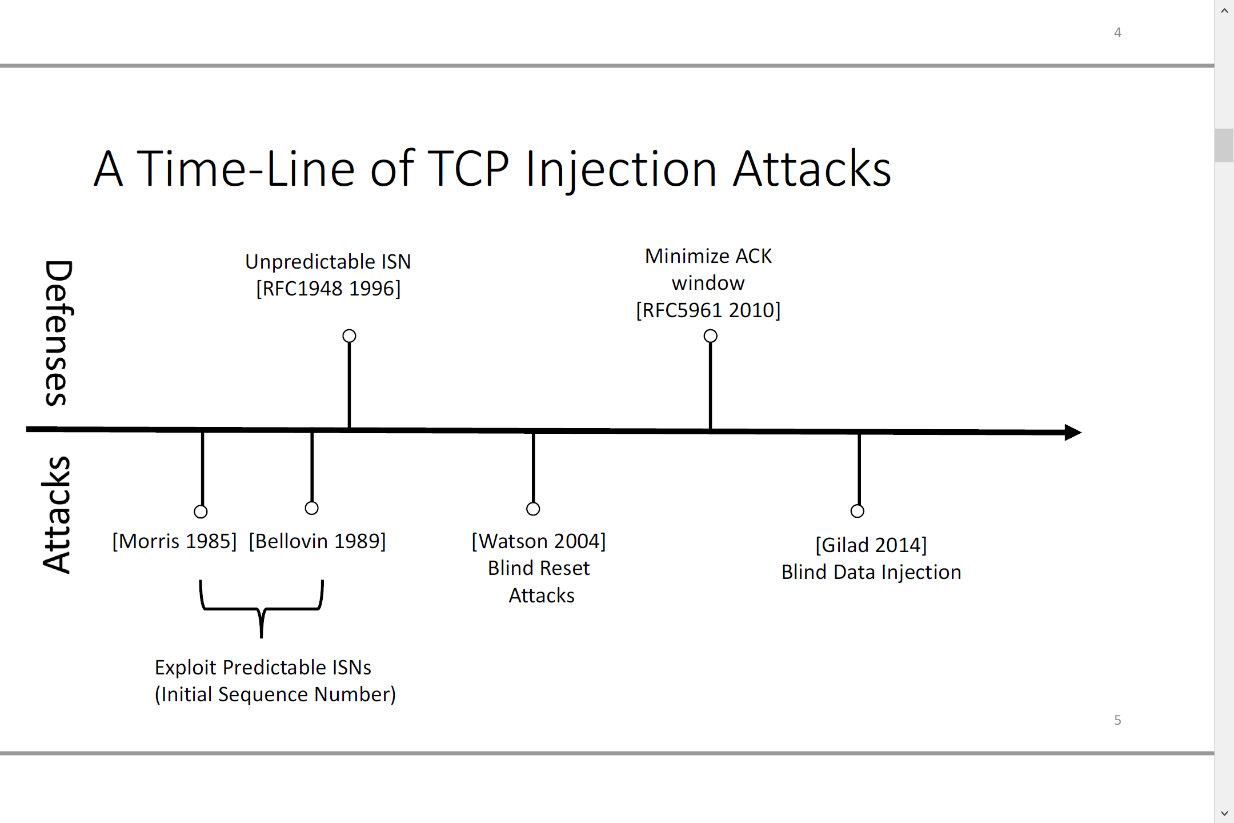 4
A Time-Line of TCP Injection Attacks
Defenses
Unpredictable ISN
[RFC1948 1996]
Minimize ACK
window
[RFC5961 2010]
Attacks
[Morris 1985]
[Bellovin 1989]
Exploit Predictable ISNs
(Initial Sequence Number)
[Watson 2004]
Blind Reset
Attacks
[Gilad 2014]
Blind Data Injection
5